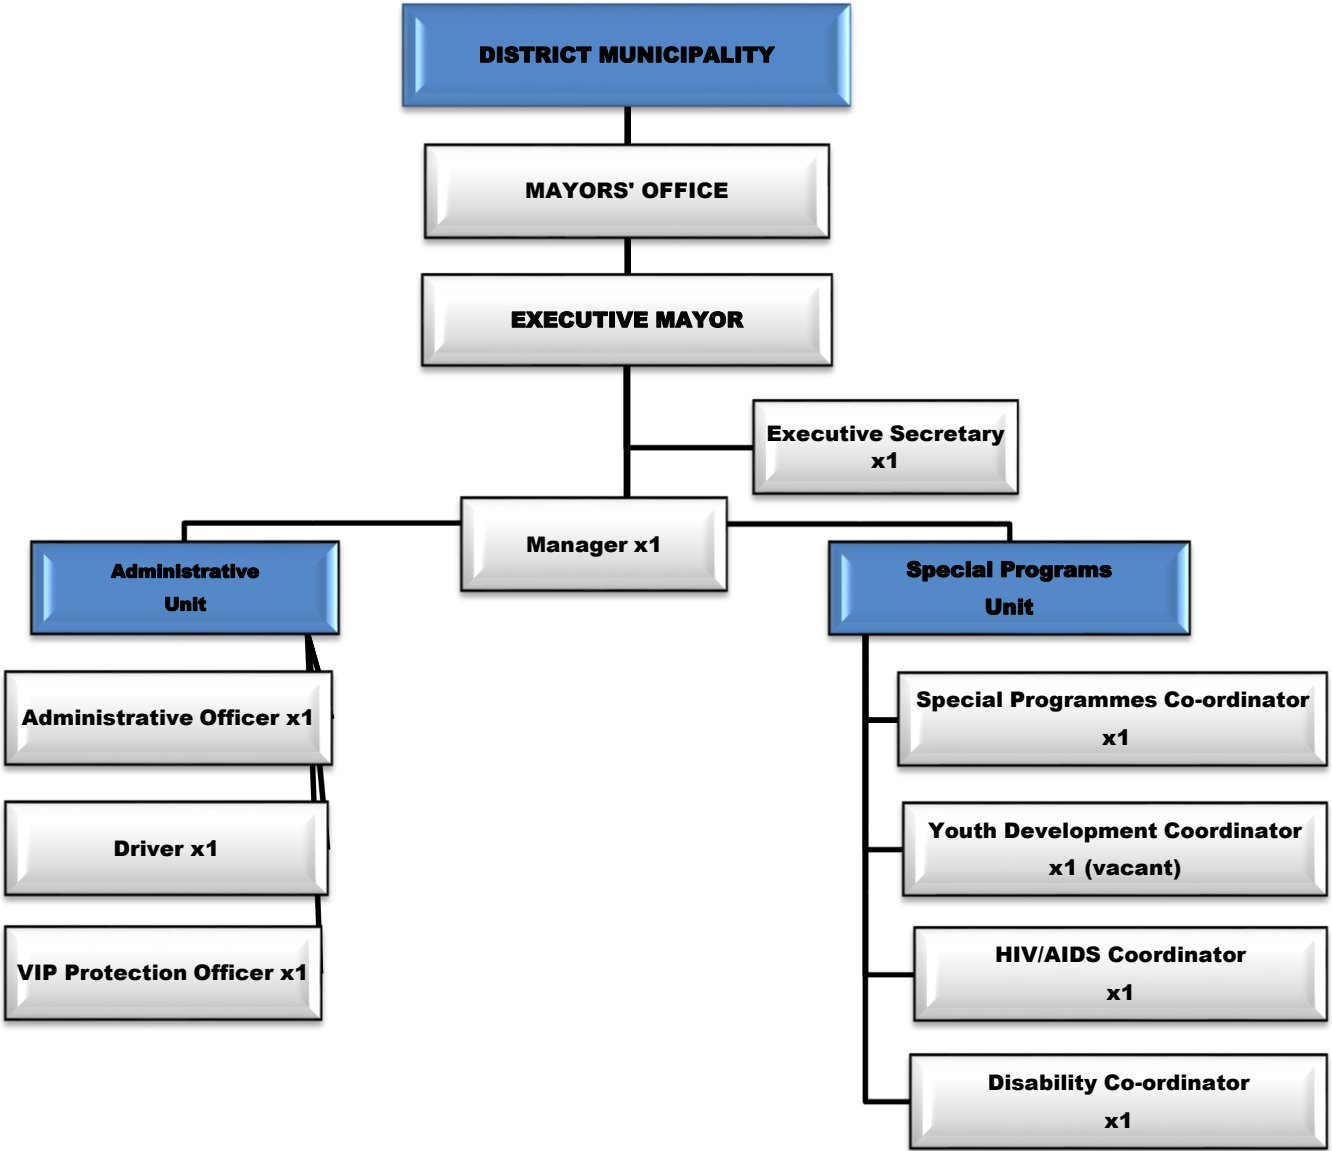 DISTRICT MUNICIPALITY
MAYORS' OFFICE
EXECUTIVE MAYOR
Executive Secretary
x1
Manager x1
Administrative
Unit
Administrative Officer x1
Driver x1
VIP Protection Officer x1
Special Programs
Unit
Special Programmes Co-ordinator
x1
Youth Development Coordinator
x1 (vacant)
HIV/AIDS Coordinator
x1
Disability Co-ordinator
x1